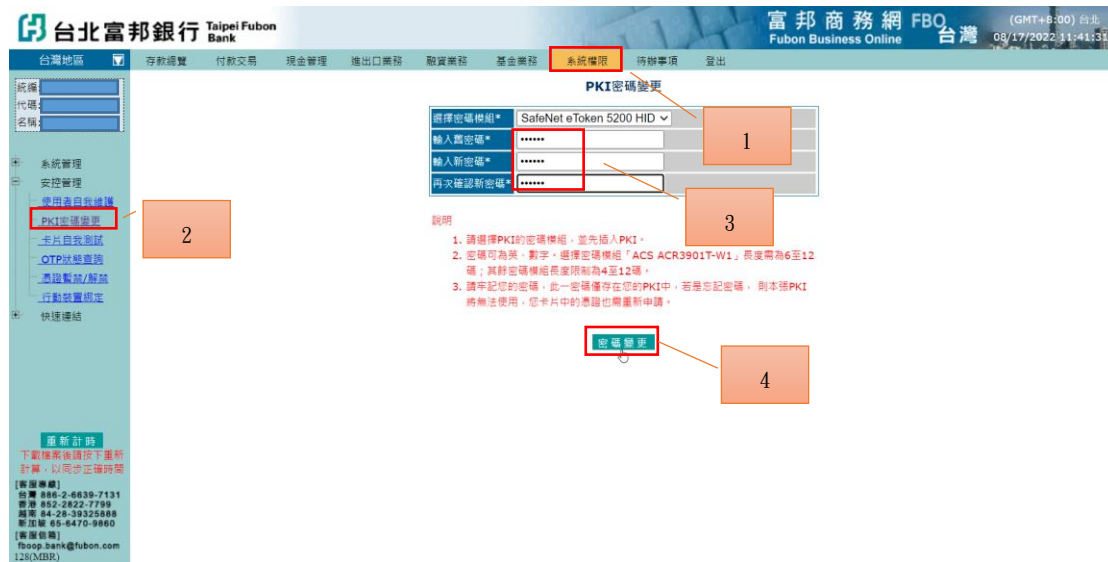 台北富邦銀行 Taipei Fubon Bank
富邦商務網 FBO台灣
Fubon Business Online
(GMT+8:00) 台北
08/17/2022 11:41:31
台灣地區
存款總覽 付款交易 現金管理 進出口業務 融資業務 基金業務 系統權限 待辦事項 登出
統編:
代碼:
名稱:
系統管理
安控管理
使用者自我維護
PKI密碼變更
卡片自我測試
OTP狀態查詢
憑證暫禁/解禁
行動裝置綁定
快速連結
2
PKI密碼變更
選擇密碼模組* SafeNet eToken 5200 HID
輸入舊密碼* ••••••
輸入新密碼* ••••••
再次確認新密碼* ••••••
1
3
說明
1. 請選擇PKI的密碼模組，並先插入PKI。
2. 密碼可為英、數字。選擇密碼模組「ACS ACR3901T-W1」長度需為6至12
碼；其餘密碼模組長度限制為4至12碼。
3. 請牢記您的密碼，此一密碼僅存在您的PKI中，若是忘記密碼， 則本張PKI
將無法使用，您卡片中的憑證也需重新申請。
密碼變更
4
重新計時
下載檔案後請按下重新
計算，以同步正確時間
[客服專線]
台灣 886-2-6639-7131
香港 852-2822-7799
越南 84-28-39325888
新加坡 65-6470-9860
[客服信箱]
fboop.bank@fubon.com
128(MBR)